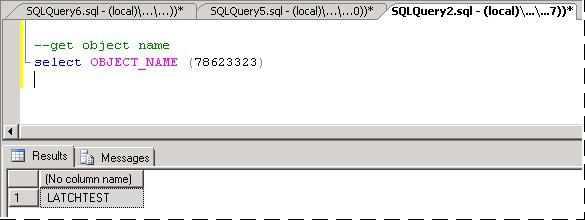 SQLQuery6.sql - (local)\...\...))* SQLQuery5.sql - (local)\...\...0))* SQLQuery2.sql - (local)\...\...7))*
--get object name
select OBJECT_NAME (78623323)
Results Messages
(No column name)
1 LATCHTEST